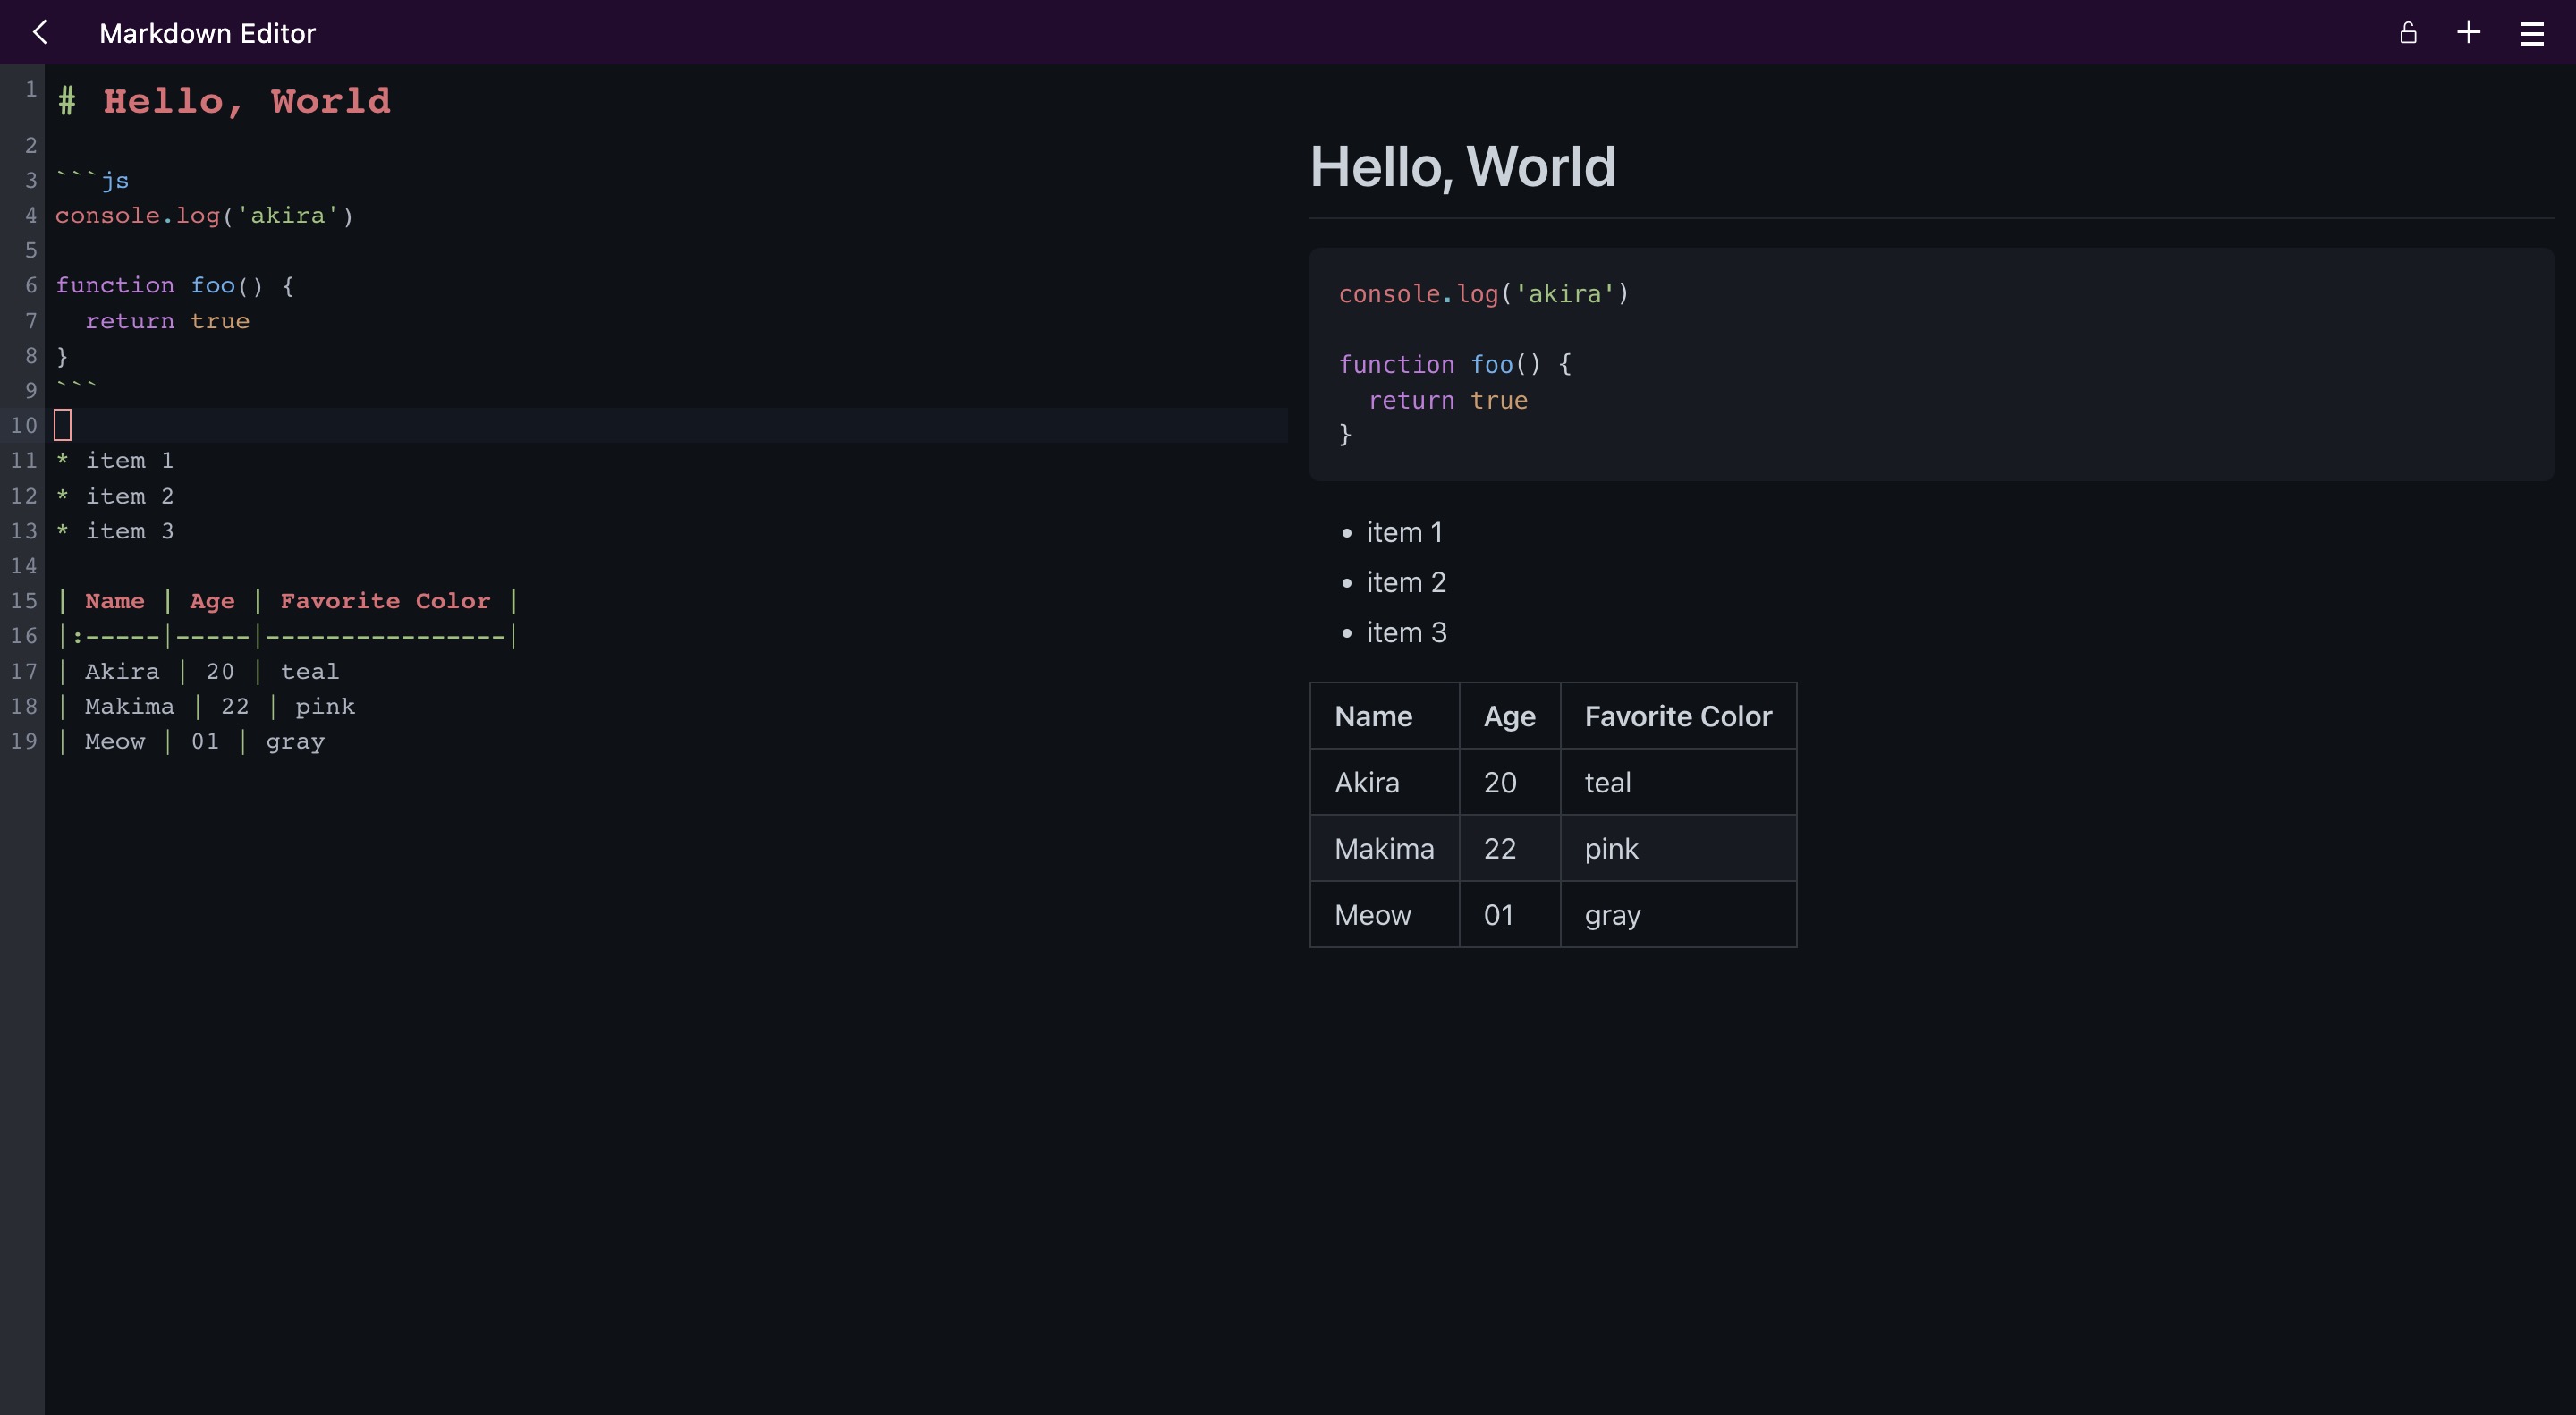 Markdown Editor
1 # Hello, World
2
3 ```js
4 console.log('akira')
5
6 function foo() {
7   return true
8 }
9 ```
10
11 * item 1
12 * item 2
13 * item 3
14
15 | Name | Age | Favorite Color |
16 |:-----|-----|----------------|
17 | Akira | 20 | teal
18 | Makima | 22 | pink
19 | Meow | 01 | gray
Hello, World
console.log('akira')
function foo() {
  return true
}
• item 1
• item 2
• item 3
Name Age Favorite Color
Akira 20 teal
Makima 22 pink
Meow 01 gray